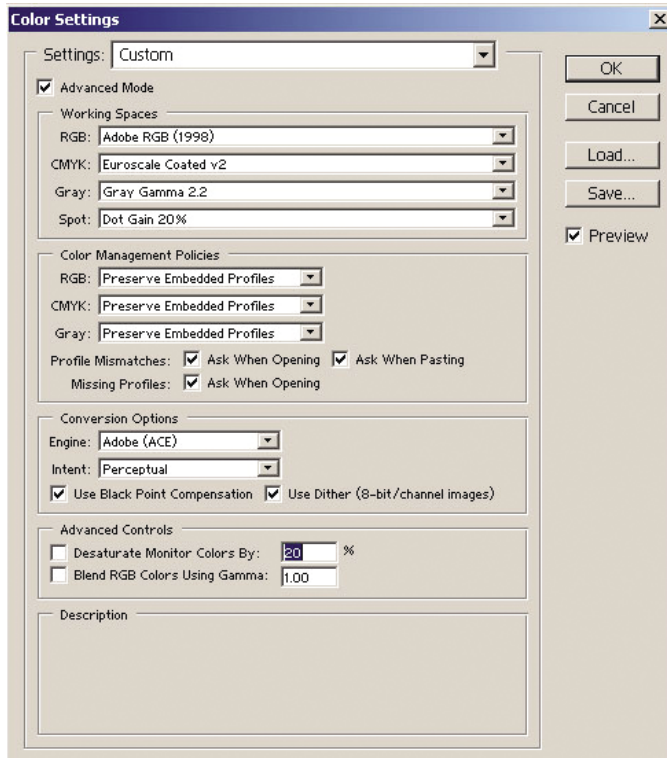 Color Settings
Settings: Custom
OK
Advanced Mode
Cancel
Working Spaces
RGB: Adobe RGB (1998)
CMYK: Euroscale Coated v2
Load...
Gray: Gray Gamma 2.2
Save...
Spot: Dot Gain 20%
Preview
Color Management Policies
RGB: Preserve Embedded Profiles
CMYK: Preserve Embedded Profiles
Gray: Preserve Embedded Profiles
Profile Mismatches: Ask When Opening Ask When Pasting
Missing Profiles: Ask When Opening
Conversion Options
Engine: Adobe (ACE)
Intent: Perceptual
Use Black Point Compensation Use Dither (8-bit/channel images)
Advanced Controls
Desaturate Monitor Colors By: 20 %
Blend RGB Colors Using Gamma: 1.00
Description